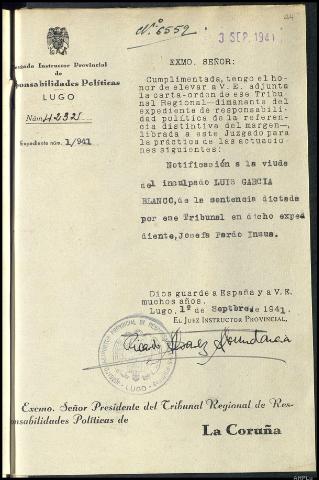 44
N.º 6552
3 SEP. 1941
Instructor Provincial
de
ponsabilidades Políticas
LUGO
Núm. 4232
Expediente núm. 1/941
EXMO. SEÑOR:
Cumplimentada, tengo el ho-
nor de elevar a V. E. adjunta
la carta-orden de ese Tribu-
nal Regional—dimanante del
expediente de responsabili-
dad política de la referen-
cia distintiva del margen—,
librada a este Juzgado para
la práctica de las actuacio-
nes siguientes:
Notificación a la viuda
del inculpado LUIS GARCIA
BLANCO, de la sentencia dictada
por ese Tribunal en dicho expe
diente, Josefa Pardo Insua.
Dios guarde a España y a V. E.
muchos años.
Lugo, 1º de Septbre. de 1941.
EL JUEZ INSTRUCTOR PROVINCIAL,
LUGO
Excmo. Señor Presidente del Tribunal Regional de Res-
onsabilidades Políticas de
La Coruña